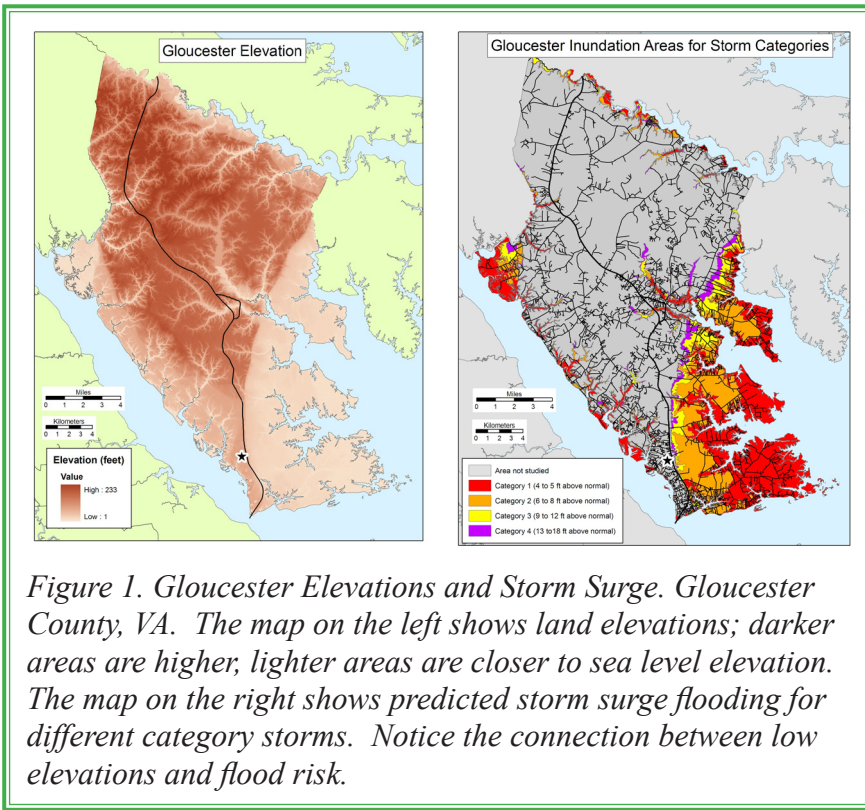 Gloucester Elevation
Miles
0 1 2 3 4
Kilometers
0 1 2 3 4
Elevation (feet)
Value
High : 233
Low : 1
Gloucester Inundation Areas for Storm Categories
Miles
0 1 2 3 4
Kilometers
0 1 2 3 4
Area not studied
Category 1 (4 to 5 ft above normal)
Category 2 (6 to 8 ft above normal)
Category 3 (9 to 12 ft above normal)
Category 4 (13 to18 ft above normal)
Figure 1. Gloucester Elevations and Storm Surge. Gloucester
County, VA. The map on the left shows land elevations; darker
areas are higher, lighter areas are closer to sea level elevation.
The map on the right shows predicted storm surge flooding for
different category storms. Notice the connection between low
elevations and flood risk.